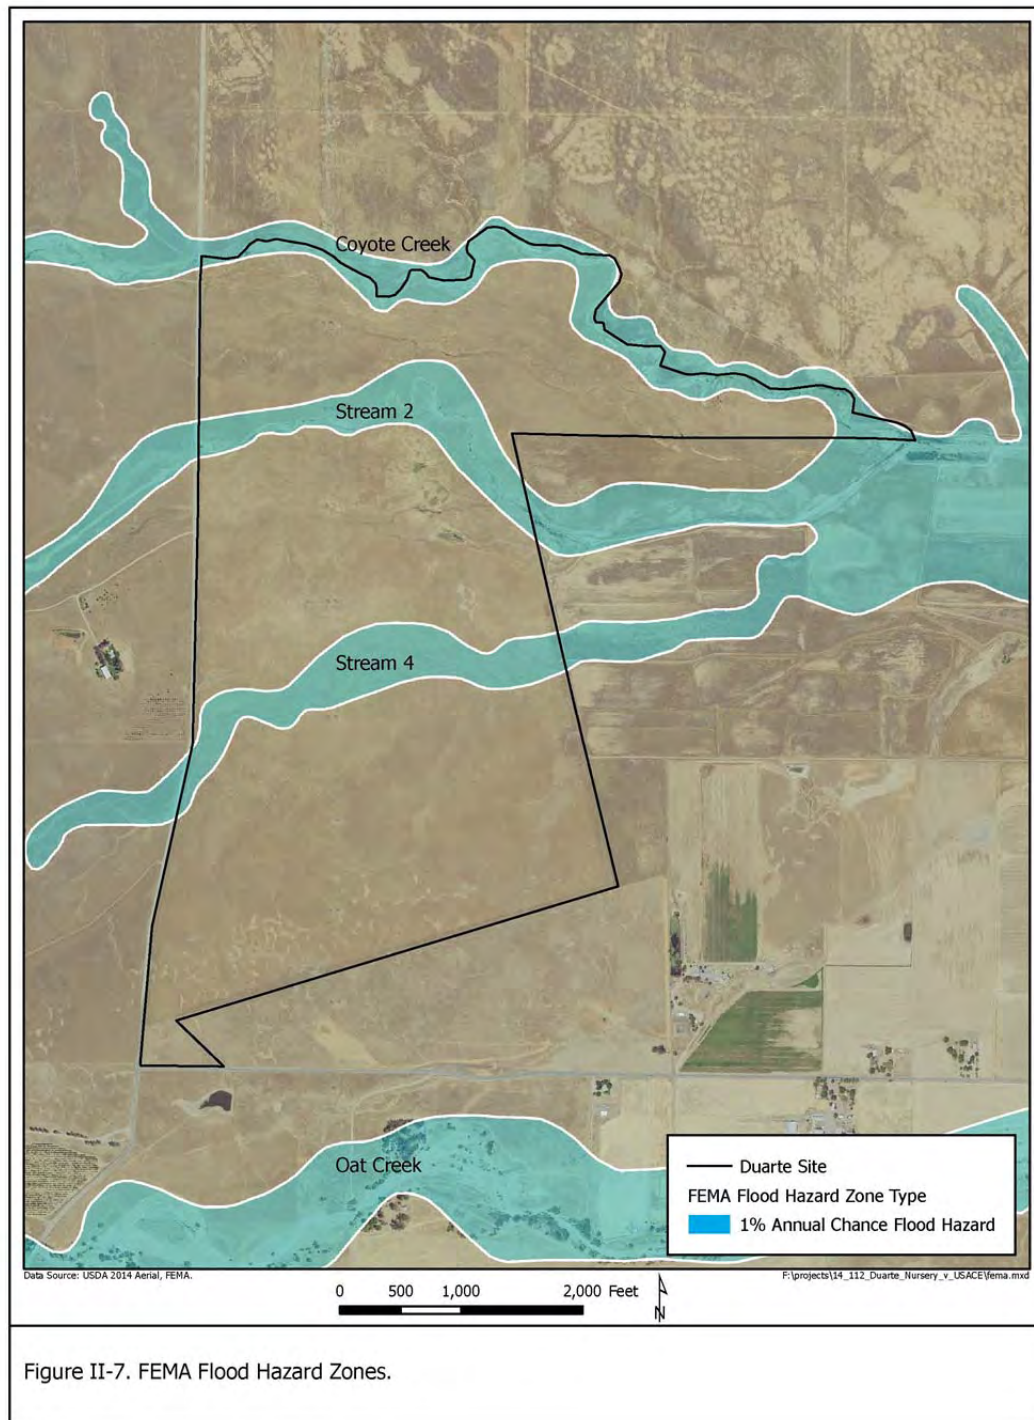 Coyote Creek
Stream 2
Stream 4
Oat Creek
Duarte Site
FEMA Flood Hazard Zone Type
1% Annual Chance Flood Hazard
Data Source: USDA 2014 Aerial, FEMA.
F:\projects\14_112_Duarte_Nursery_v_USACE\fema.mxd
0 500 1,000 2,000 Feet
N
Figure II-7. FEMA Flood Hazard Zones.